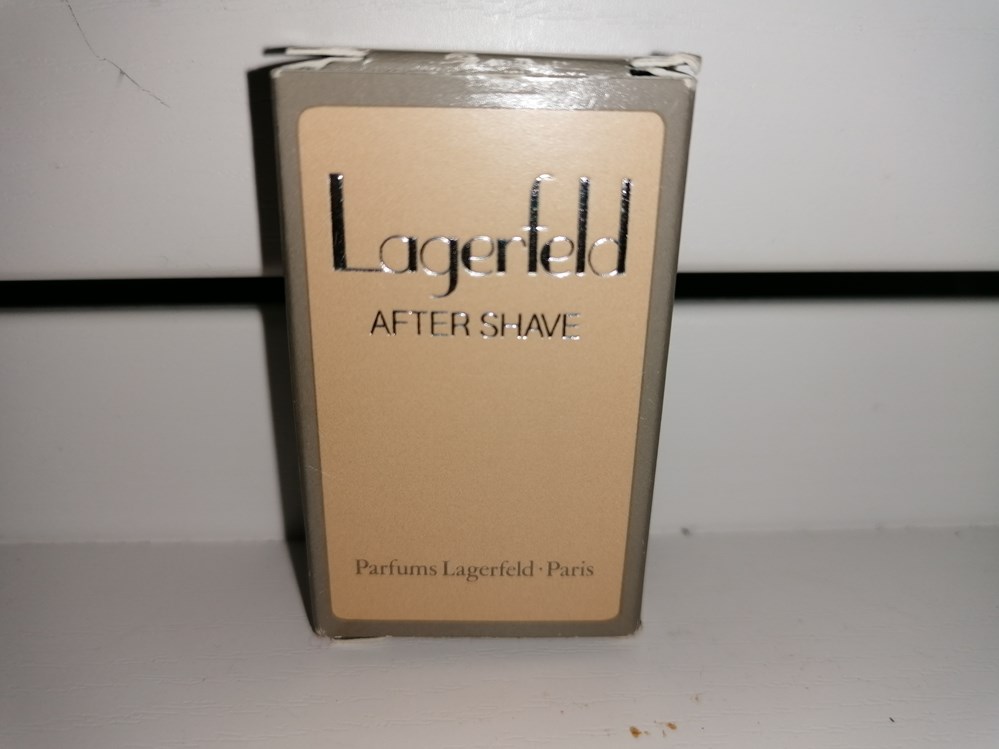 Lagerfeld
AFTER SHAVE
Parfums Lagerfeld · Paris